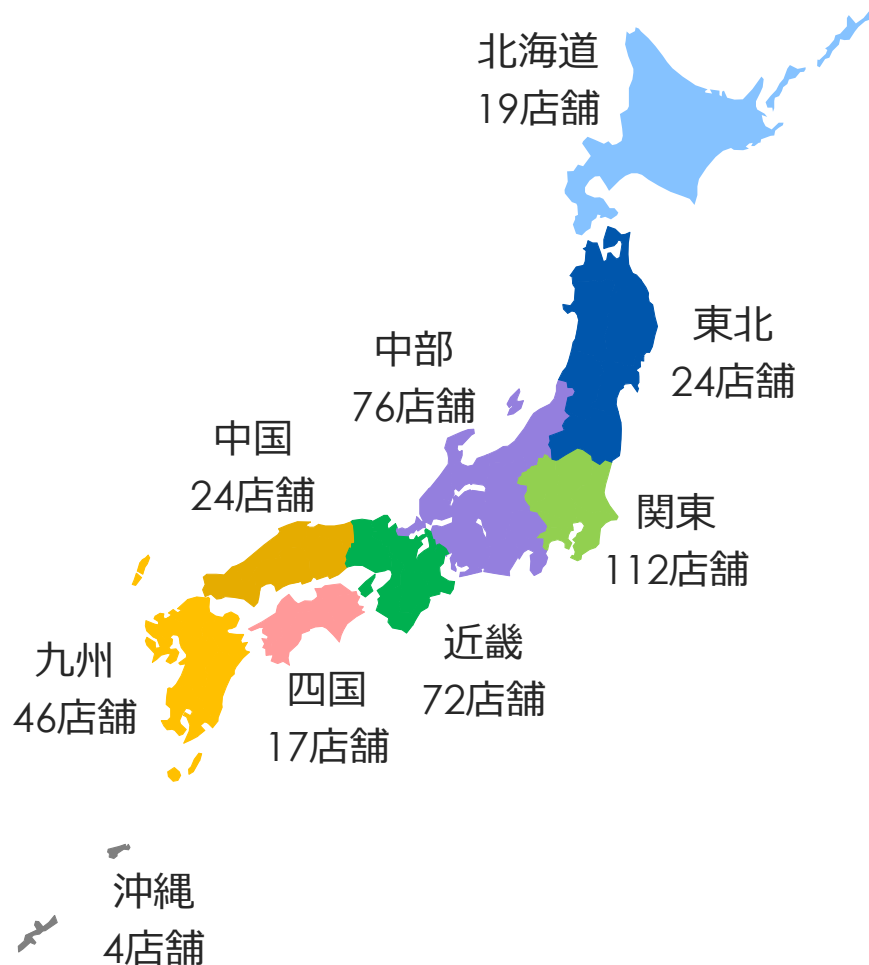 北海道
19店舗
東北
24店舗
中部
76店舗
中国
24店舗
関東
112店舗
近畿
72店舗
九州
46店舗
四国
17店舗
沖縄
4店舗